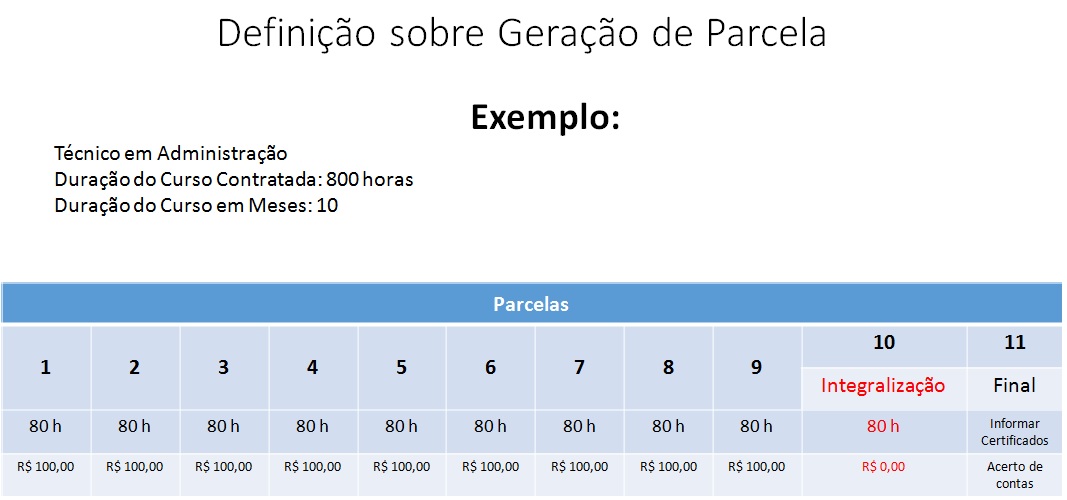 Definição sobre Geração de Parcela
Exemplo:
Técnico em Administração
Duração do Curso Contratada: 800 horas
Duração do Curso em Meses: 10
Parcelas
1 2 3 4 5 6 7 8 9 10 11
Integralização Final
80 h 80 h 80 h 80 h 80 h 80 h 80 h 80 h 80 h 80 h Informar
Certificados
R$ 100,00 R$ 100,00 R$ 100,00 R$ 100,00 R$ 100,00 R$ 100,00 R$ 100,00 R$ 100,00 R$ 100,00 R$ 0,00 Acerto de
contas